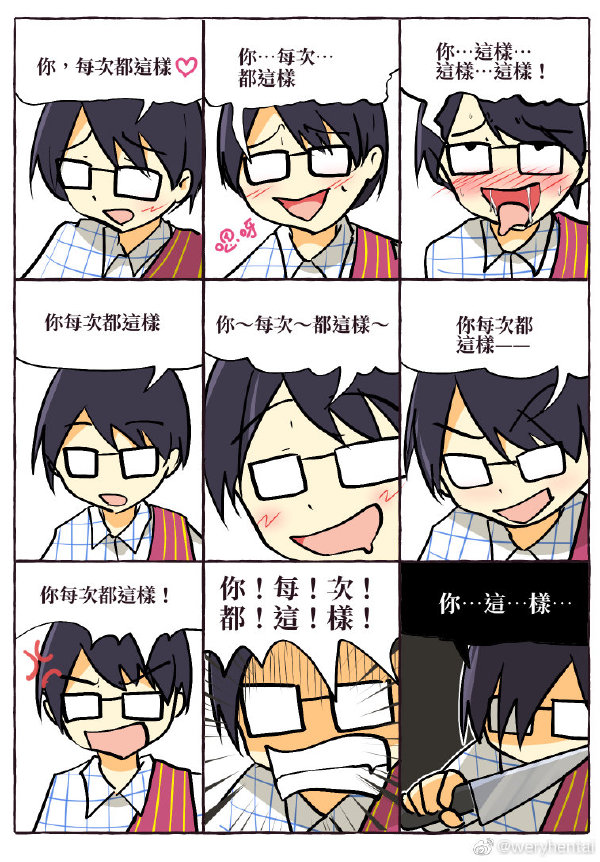 你，每次都這樣♡
你…每次…
都這樣
嗯.呀
你…這樣…
這樣…這樣！
你每次都這樣
你～每次～都這樣～
你每次都
這樣——
你每次都這樣！
你！每！次！
都！這！樣！
你…這…樣…
@weryhentai